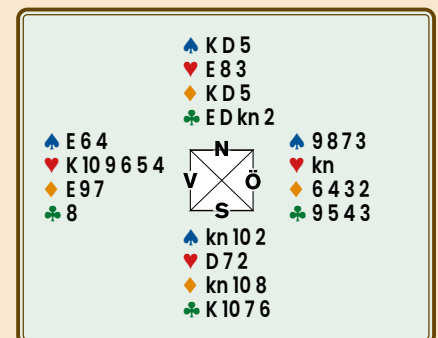 ♠ K D 5
♥ E 8 3
♦ K D 5
♣ E D kn 2
♠ E 6 4
♥ K 10 9 6 5 4
♦ E 9 7
♣ 8
N
V Ö
S
♠ 9 8 7 3
♥ kn
♦ 6 4 3 2
♣ 9 5 4 3
♠ kn 10 2
♥ D 7 2
♦ kn 10 8
♣ K 10 7 6